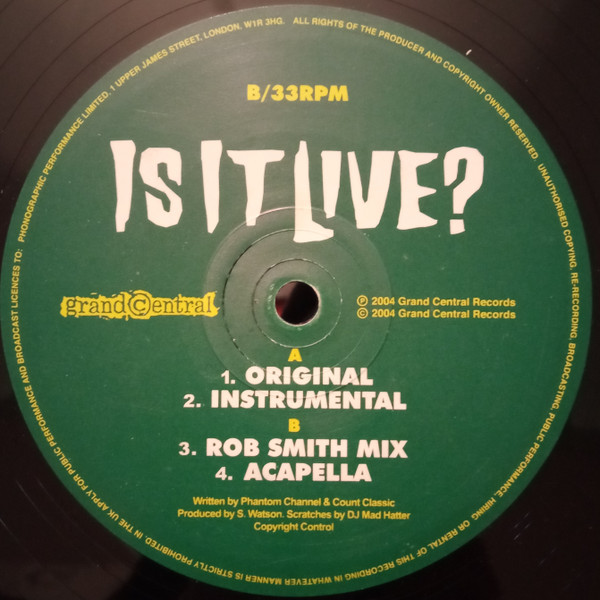 B/33RPM
IS IT LIVE?
grand Central
℗ 2004 Grand Central Records
© 2004 Grand Central Records
A
1. ORIGINAL
2. INSTRUMENTAL
B
3. ROB SMITH MIX
4. ACAPELLA
Written by Phantom Channel & Count Classic
Produced by S. Watson. Scratches by DJ Mad Hatter
Copyright Control
ALL RIGHTS OF THE PRODUCER AND COPYRIGHT OWNER RESERVED. UNAUTHORISED COPYING, RE-RECORDING, BROADCASTING, PUBLIC PERFORMANCE, HIRING OR RENTAL OF THIS RECORDING IN WHATEVER MANNER IS STRICTLY PROHIBITED. IN THE UK APPLY FOR PUBLIC PERFORMANCE AND BROADCAST LICENCES TO: PHONOGRAPHIC PERFORMANCE LIMITED, 1 UPPER JAMES STREET, LONDON, W1R 3HG.